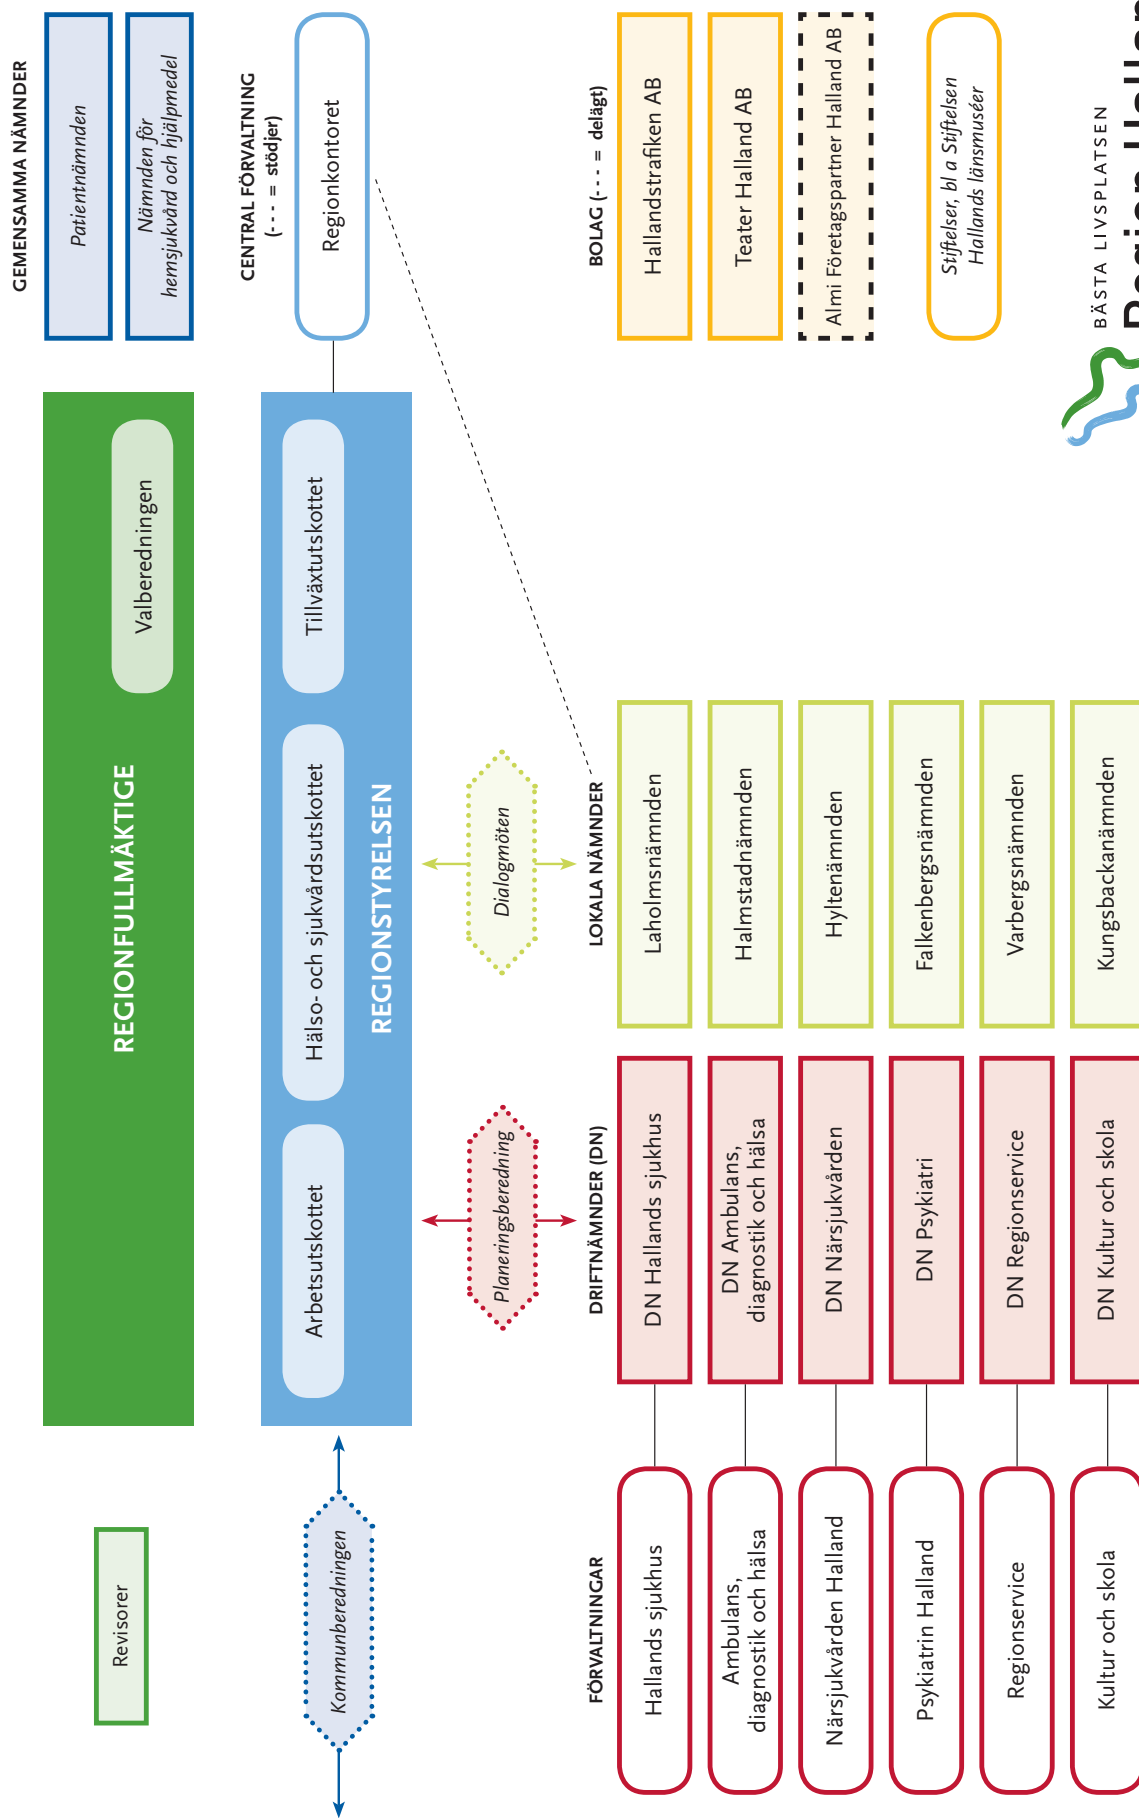 Revisorer
REGIONFULLMÄKTIGE
Valberedningen
GEMENSAMMA NÄMNDER
Patientnämnden
Nämnden för
hemsjukvård och hjälpmedel
Kommunberedningen
Arbetsutskottet
Hälso- och sjukvårdsutskottet
Tillväxtutskottet
REGIONSTYRELSEN
CENTRAL FÖRVALTNING
(- - - = stödjer)
Regionkontoret
Planeringsberedning
Dialogmöten
FÖRVALTNINGAR
Hallands sjukhus
Ambulans,
diagnostik och hälsa
Närsjukvården Halland
Psykiatrin Halland
Regionservice
Kultur och skola
DRIFTNÄMNDER (DN)
DN Hallands sjukhus
DN Ambulans,
diagnostik och hälsa
DN Närsjukvården
DN Psykiatri
DN Regionservice
DN Kultur och skola
LOKALA NÄMNDER
Laholmsnämnden
Halmstadnämnden
Hyltenämnden
Falkenbergsnämnden
Varbergsnämnden
Kungsbackanämnden
BOLAG (- - - = delägt)
Hallandstrafiken AB
Teater Halland AB
Almi Företagspartner Halland AB
Stiftelser, bl a Stiftelsen
Hallands länsmuséer
BÄSTA LIVSPLATSEN
Region Halland